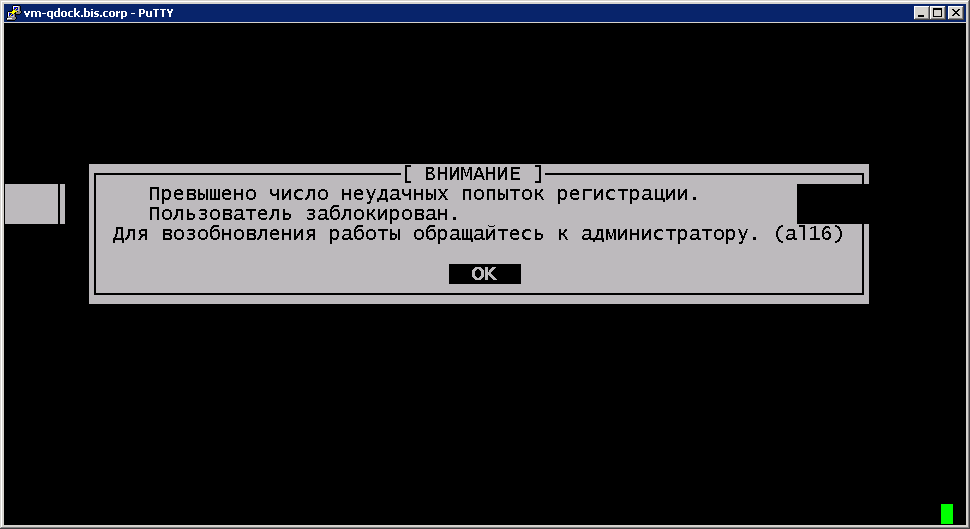 vm-qdock.bis.corp - PuTTY
[ ВНИМАНИЕ ]
Превышено число неудачных попыток регистрации.
Пользователь заблокирован.
Для возобновления работы обращайтесь к администратору. (al16)
OK